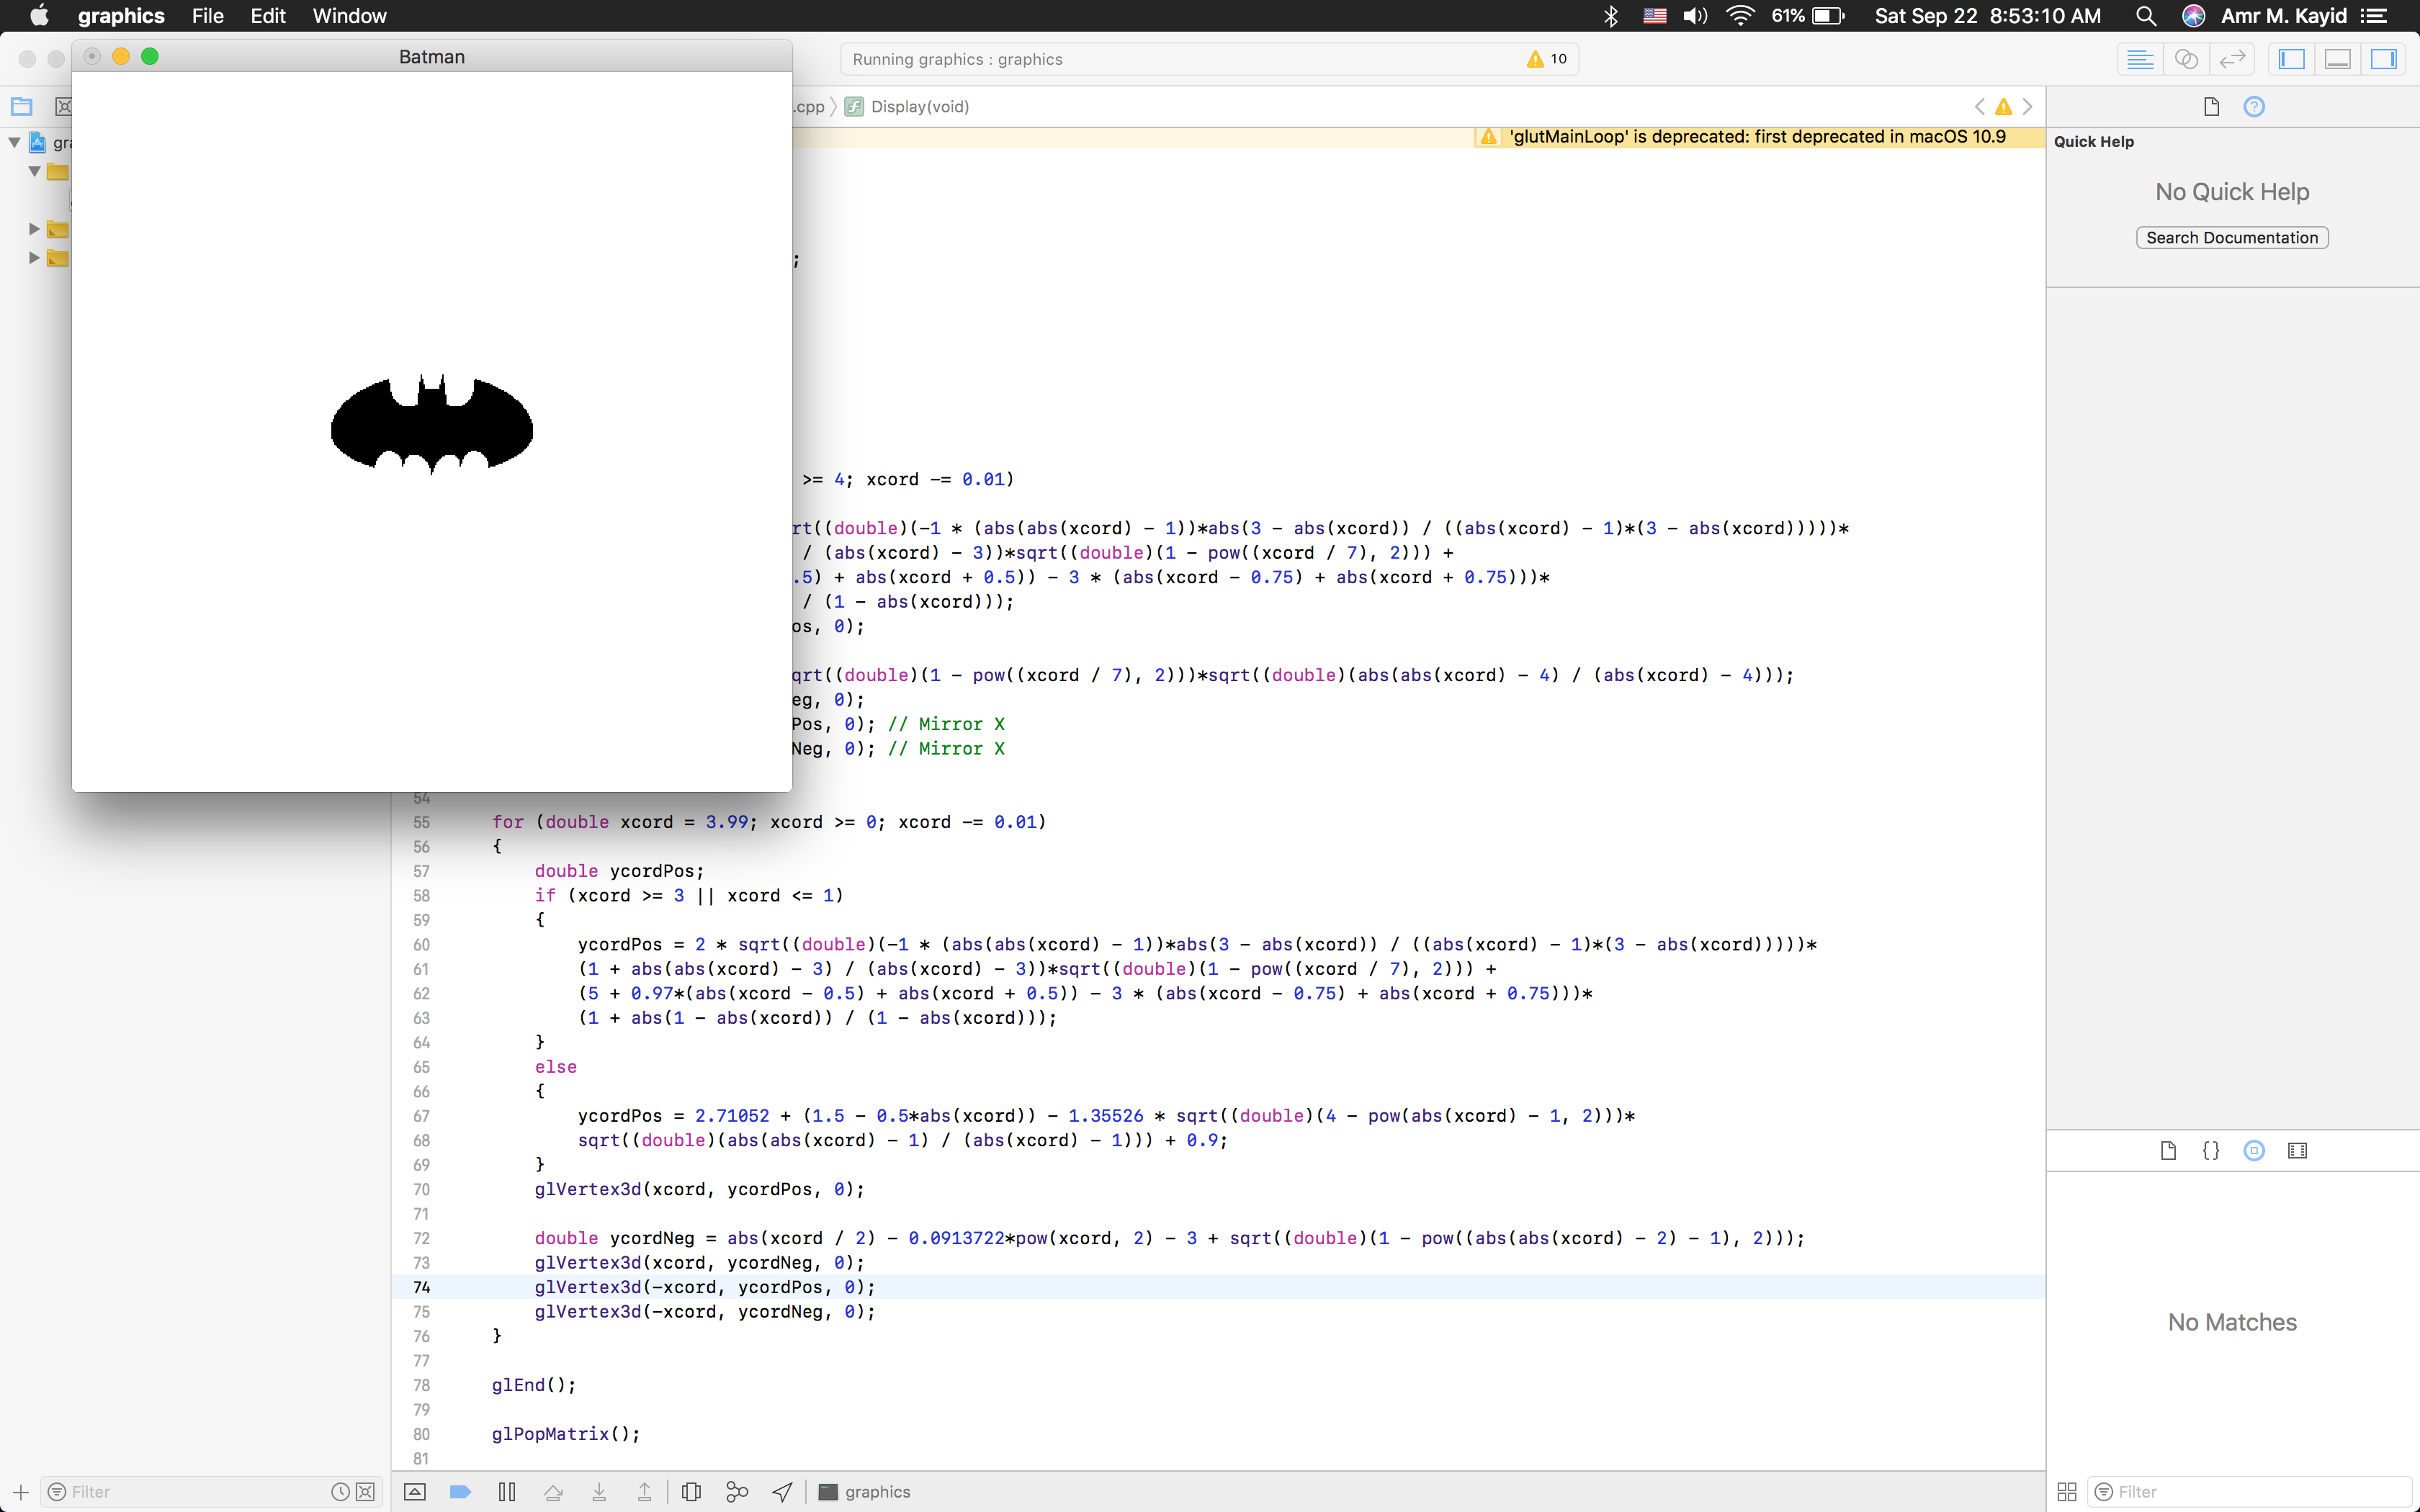 graphics File Edit Window 61% Sat Sep 22 8:53:10 AM Amr M. Kayid
Batman
Running graphics : graphics 10
.cpp Display(void)
'glutMainLoop' is deprecated: first deprecated in macOS 10.9
Quick Help
No Quick Help
Search Documentation
;
>= 4; xcord -= 0.01)
rt((double)(-1 * (abs(abs(xcord) - 1))*abs(3 - abs(xcord)) / ((abs(xcord) - 1)*(3 - abs(xcord)))))*
/ (abs(xcord) - 3))*sqrt((double)(1 - pow((xcord / 7), 2))) +
.5) + abs(xcord + 0.5)) - 3 * (abs(xcord - 0.75) + abs(xcord + 0.75)))*
/ (1 - abs(xcord)));
os, 0);
qrt((double)(1 - pow((xcord / 7), 2)))*sqrt((double)(abs(abs(xcord) - 4) / (abs(xcord) - 4)));
eg, 0);
Pos, 0); // Mirror X
Neg, 0); // Mirror X
54
55 for (double xcord = 3.99; xcord >= 0; xcord -= 0.01)
56 {
57 double ycordPos;
58 if (xcord >= 3 || xcord <= 1)
59 {
60 ycordPos = 2 * sqrt((double)(-1 * (abs(abs(xcord) - 1))*abs(3 - abs(xcord)) / ((abs(xcord) - 1)*(3 - abs(xcord)))))*
61 (1 + abs(abs(xcord) - 3) / (abs(xcord) - 3))*sqrt((double)(1 - pow((xcord / 7), 2))) +
62 (5 + 0.97*(abs(xcord - 0.5) + abs(xcord + 0.5)) - 3 * (abs(xcord - 0.75) + abs(xcord + 0.75)))*
63 (1 + abs(1 - abs(xcord)) / (1 - abs(xcord)));
64 }
65 else
66 {
67 ycordPos = 2.71052 + (1.5 - 0.5*abs(xcord)) - 1.35526 * sqrt((double)(4 - pow(abs(xcord) - 1, 2)))*
68 sqrt((double)(abs(abs(xcord) - 1) / (abs(xcord) - 1))) + 0.9;
69 }
70 glVertex3d(xcord, ycordPos, 0);
71
72 double ycordNeg = abs(xcord / 2) - 0.0913722*pow(xcord, 2) - 3 + sqrt((double)(1 - pow((abs(abs(xcord) - 2) - 1), 2)));
73 glVertex3d(xcord, ycordNeg, 0);
74 glVertex3d(-xcord, ycordPos, 0);
75 glVertex3d(-xcord, ycordNeg, 0);
76 }
77
78 glEnd();
79
80 glPopMatrix();
81
No Matches
Filter
graphics
Filter